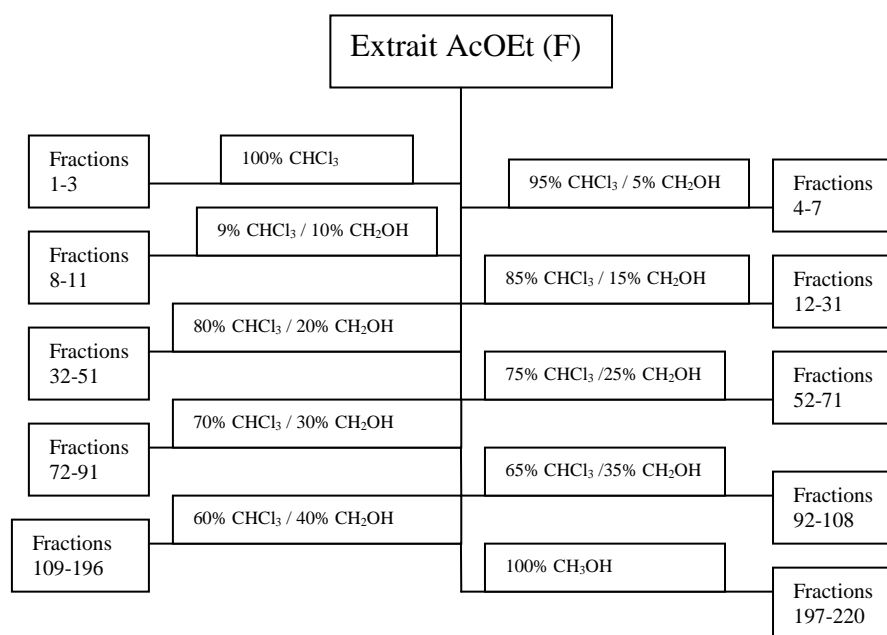 Extrait AcOEt (F)
Fractions
1-3
100% CHCl₃
95% CHCl₃ / 5% CH₂OH
Fractions
4-7
9% CHCl₃ / 10% CH₂OH
Fractions
8-11
85% CHCl₃ / 15% CH₂OH
Fractions
12-31
80% CHCl₃ / 20% CH₂OH
Fractions
32-51
75% CHCl₃ /25% CH₂OH
Fractions
52-71
70% CHCl₃ / 30% CH₂OH
Fractions
72-91
65% CHCl₃ /35% CH₂OH
Fractions
92-108
60% CHCl₃ / 40% CH₂OH
Fractions
109-196
100% CH₃OH
Fractions
197-220